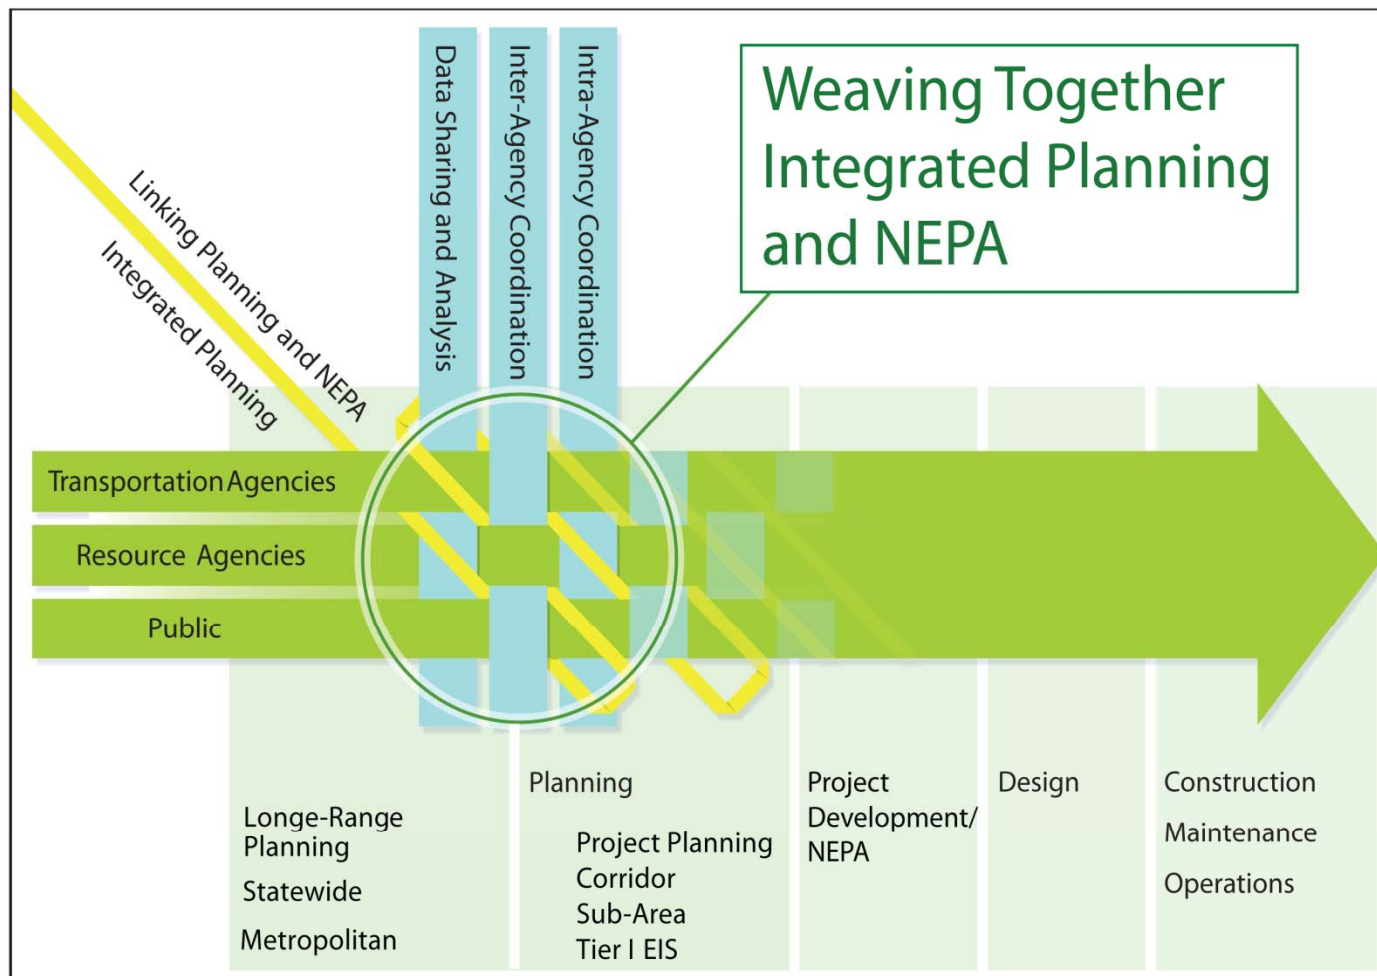 Data Sharing and Analysis
Inter-Agency Coordination
Intra-Agency Coordination
Weaving Together
Integrated Planning
and NEPA
Linking Planning and NEPA
Integrated Planning
Transportation Agencies
Resource Agencies
Public
Longe-Range
Planning
Statewide
Metropolitan
Planning
Project Planning
Corridor
Sub-Area
Tier I EIS
Project
Development/
NEPA
Design
Construction
Maintenance
Operations